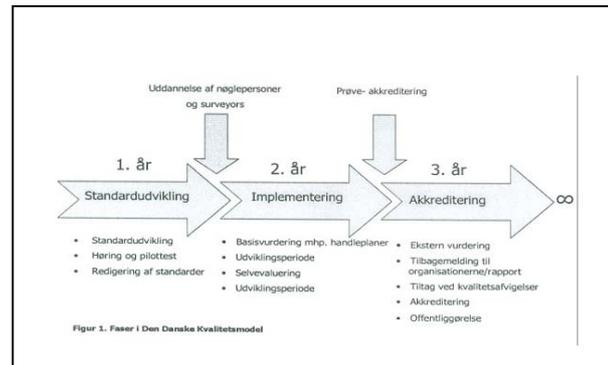 Uddannelse af nøglepersoner
og surveyors
Prøve- akkreditering
1. år
2. år
3. år
Standardudvikling
Implementering
Akkreditering
∞
• Standardudvikling
• Høring og pilottest
• Redigering af standarder
• Basisvurdering mhp. handleplaner
• Udviklingsperiode
• Selvevaluering
• Udviklingsperiode
• Ekstern vurdering
• Tilbagemelding til
organisationerne/rapport
• Tiltag ved kvalitetsafvigelser
• Akkreditering
• Offentliggørelse
Figur 1. Faser i Den Danske Kvalitetsmodel